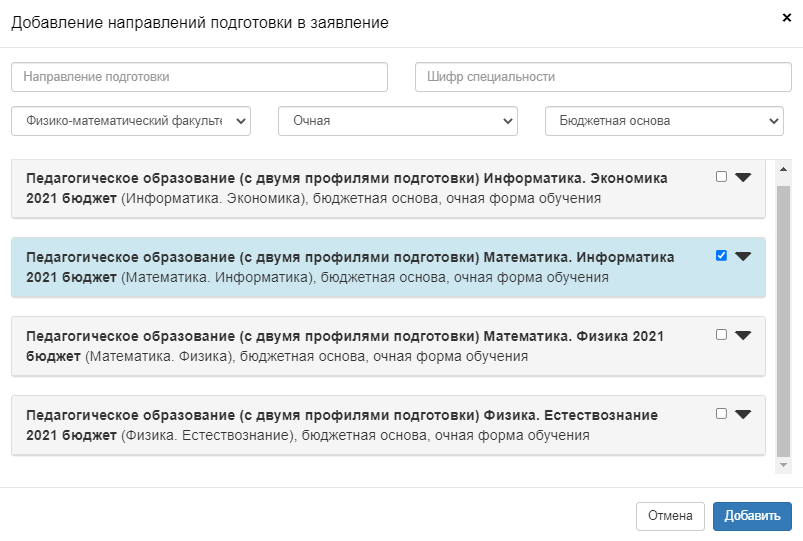 Добавление направлений подготовки в заявление
×
Направление подготовки
Шифр специальности
Физико-математический факульте
Очная
Бюджетная основа
Педагогическое образование (с двумя профилями подготовки) Информатика. Экономика
2021 бюджет (Информатика. Экономика), бюджетная основа, очная форма обучения
Педагогическое образование (с двумя профилями подготовки) Математика. Информатика
2021 бюджет (Математика. Информатика), бюджетная основа, очная форма обучения
Педагогическое образование (с двумя профилями подготовки) Математика. Физика 2021
бюджет (Математика. Физика), бюджетная основа, очная форма обучения
Педагогическое образование (с двумя профилями подготовки) Физика. Естествознание
2021 бюджет (Физика. Естествознание), бюджетная основа, очная форма обучения
Отмена
Добавить